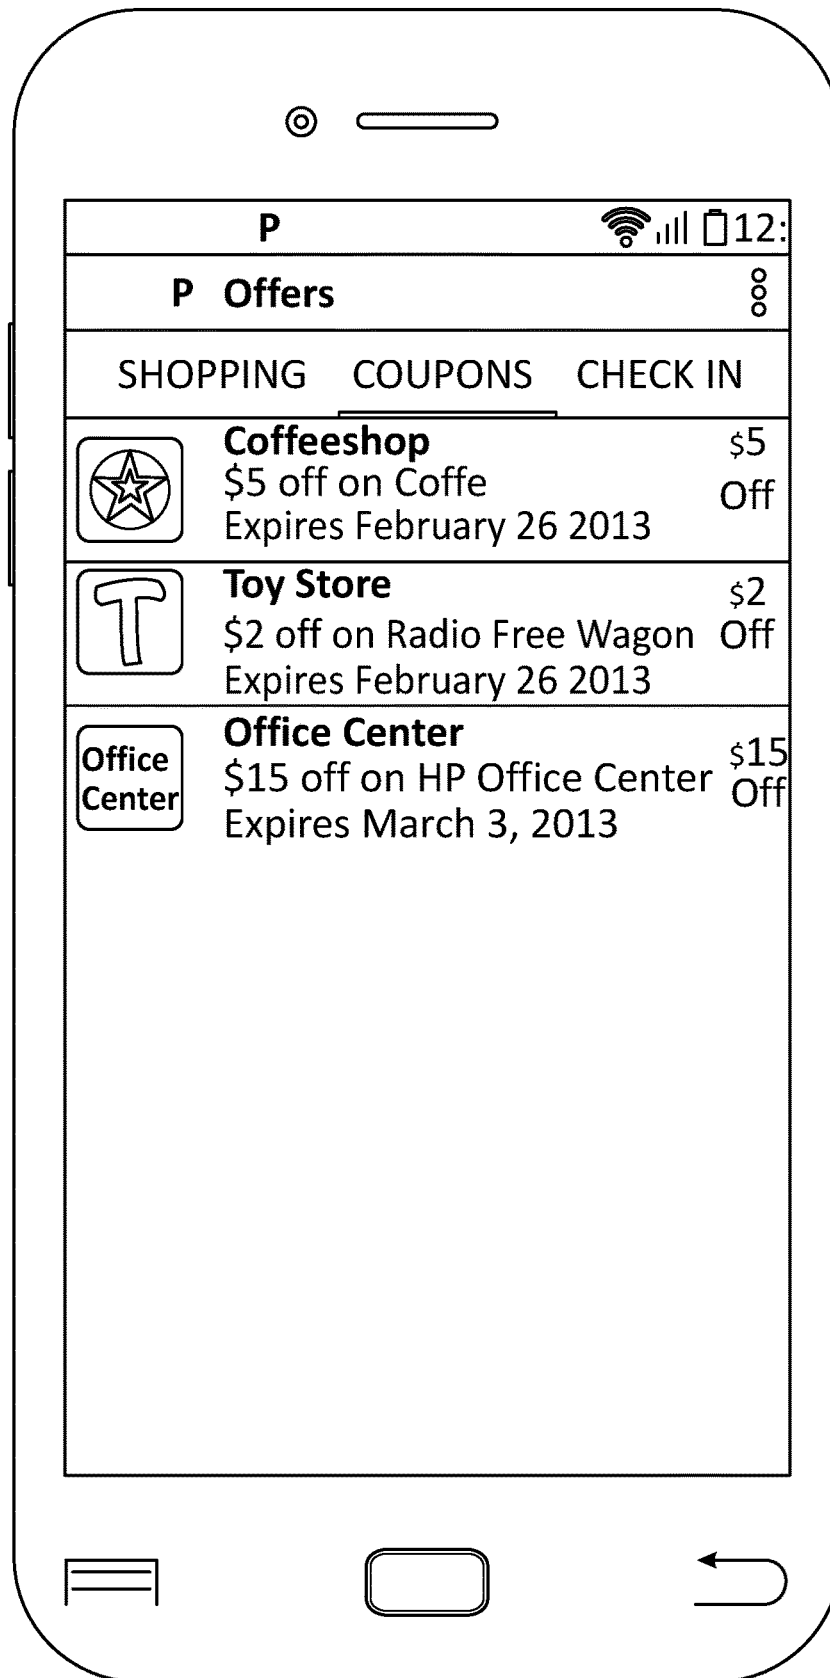 P 12:
P Offers
SHOPPING COUPONS CHECK IN
Coffeeshop $5
$5 off on Coffe Off
Expires February 26 2013
T
Toy Store $2
$2 off on Radio Free Wagon Off
Expires February 26 2013
Office Center
Office Center $15
$15 off on HP Office Center Off
Expires March 3, 2013